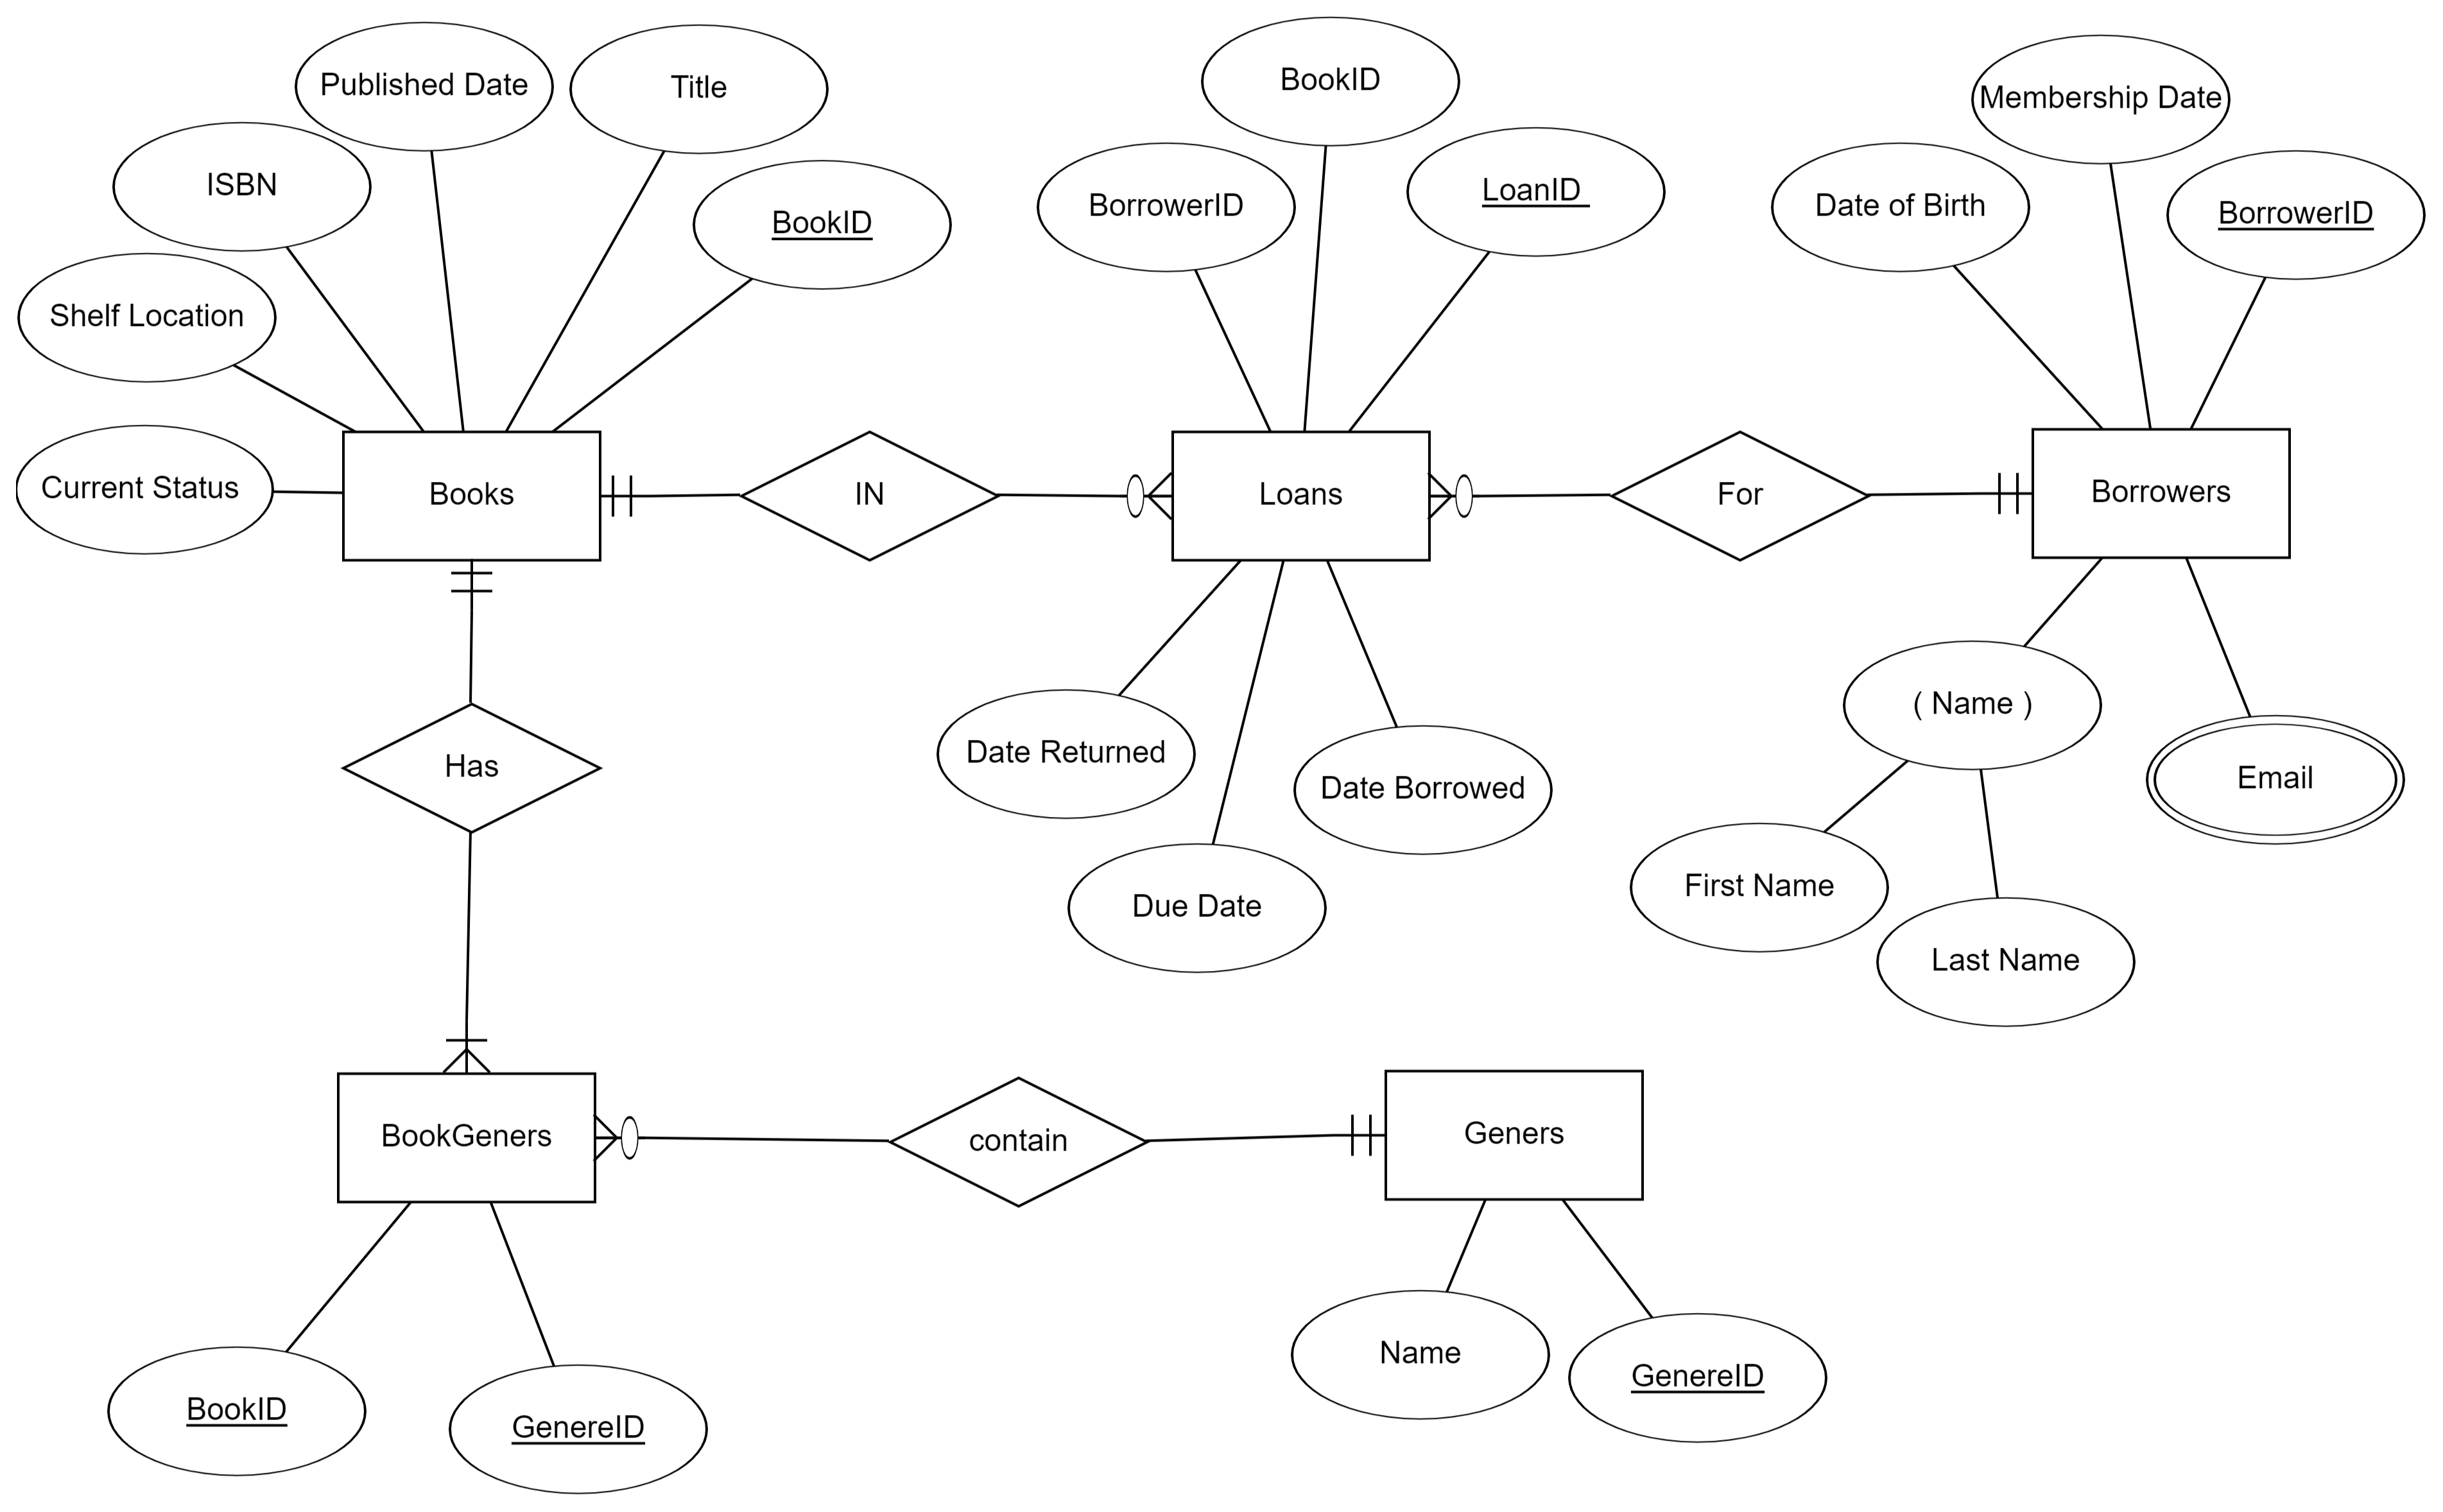 Published Date
Title
BookID
Membership Date
ISBN
BookID
BorrowerID
LoanID
Date of Birth
BorrowerID
Shelf Location
Current Status
Books
IN
Loans
For
Borrowers
Has
Date Returned
Date Borrowed
Due Date
( Name )
Email
First Name
Last Name
BookGeners
contain
Geners
BookID
GenereID
Name
GenereID